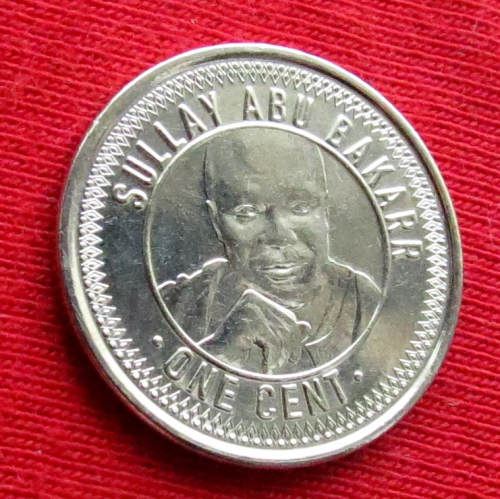 SULLAY ABU BAKARR
· ONE CENT ·